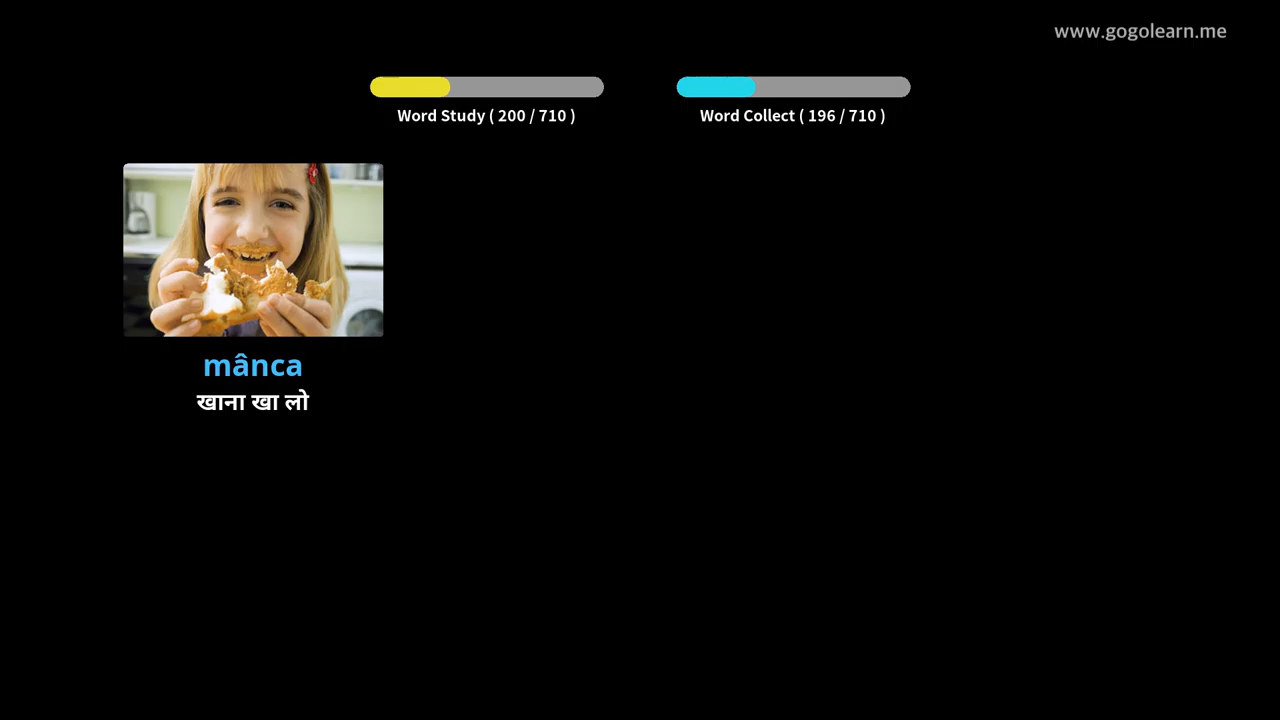 www.gogolearn.me
Word Study ( 200 / 710 )
Word Collect ( 196 / 710 )
mânca
खाना खा लो